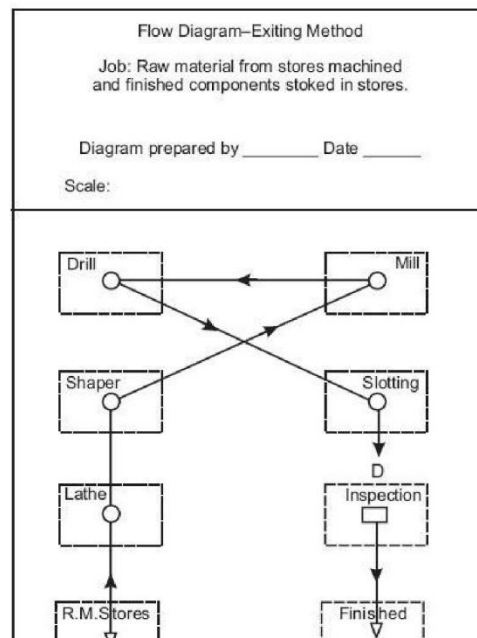 Flow Diagram–Exiting Method
Job: Raw material from stores machined
and finished components stoked in stores.
Diagram prepared by ________ Date ______
Scale:
Drill
Mill
Shaper
Slotting
D
Lathe
Inspection
R.M.Stores
Finished